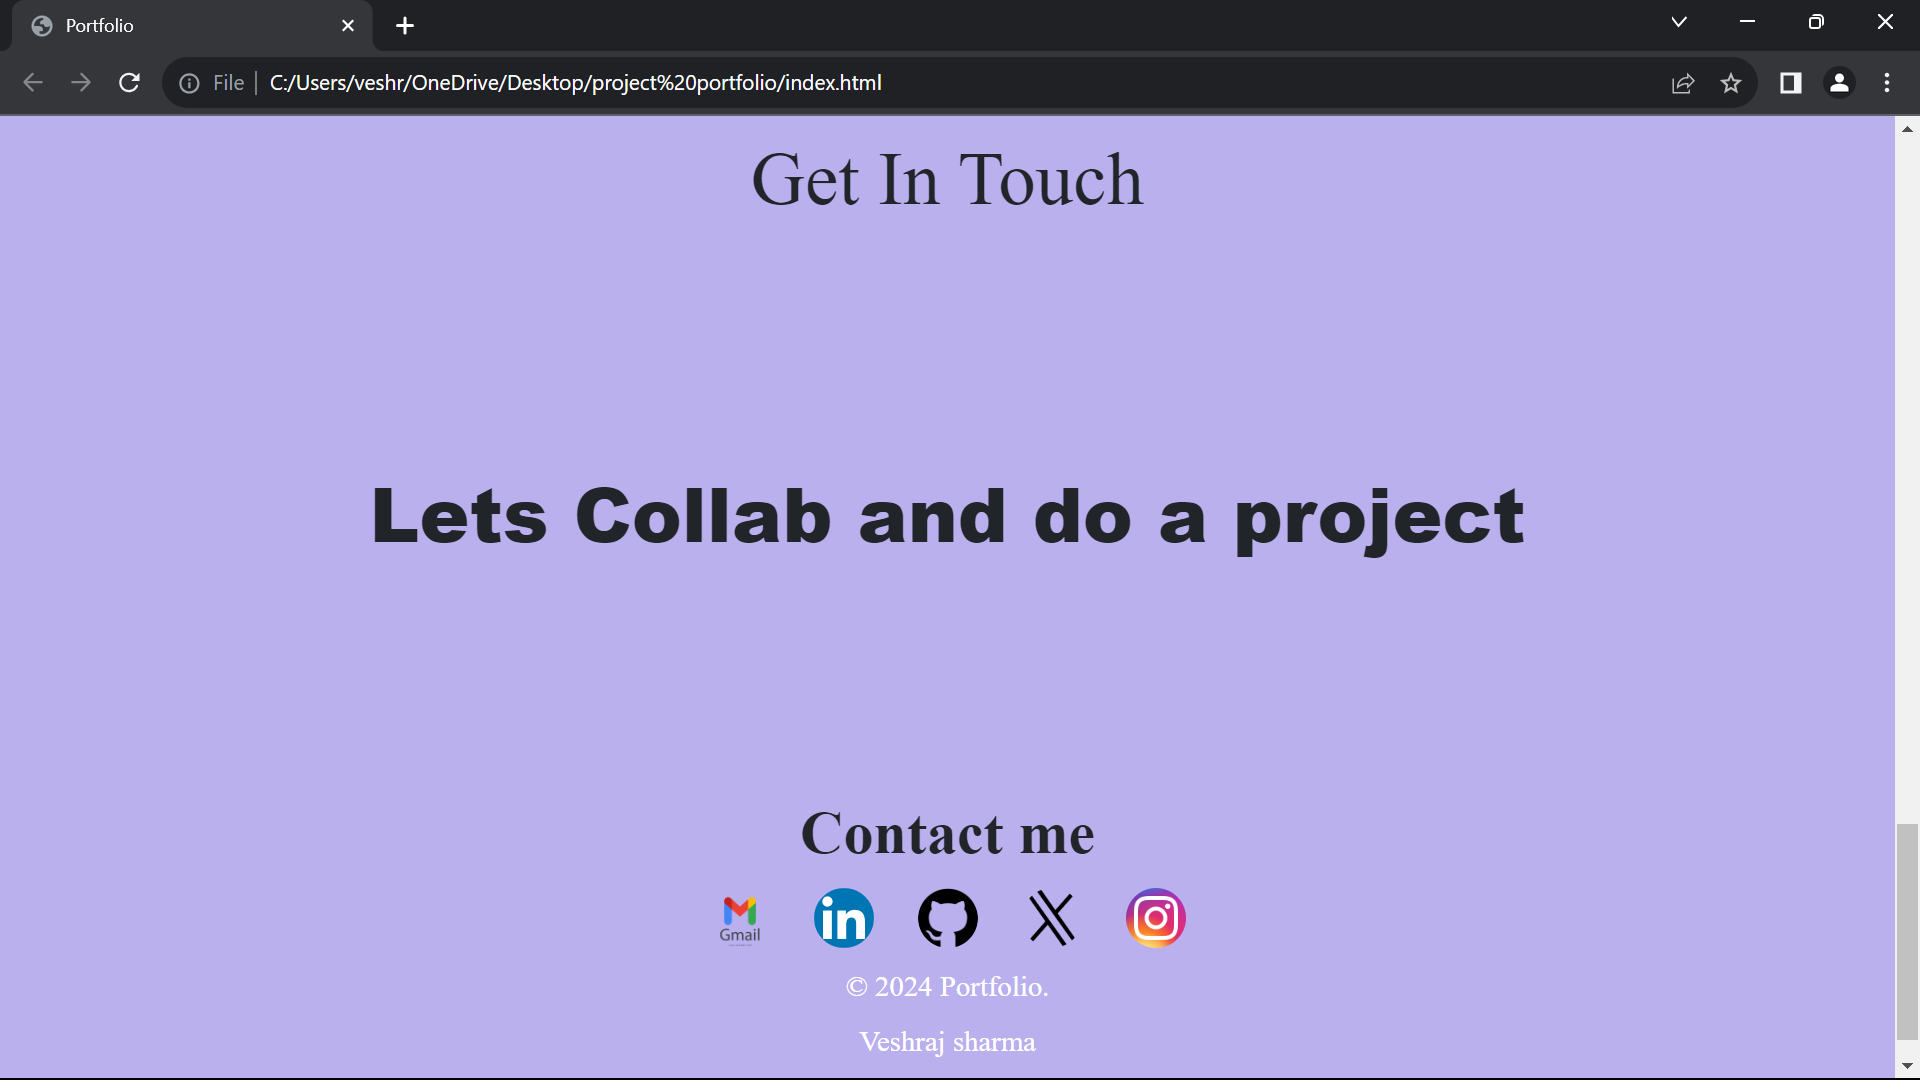 Portfolio
File C:/Users/veshr/OneDrive/Desktop/project%20portfolio/index.html
Get In Touch
Lets Collab and do a project
Contact me
Gmail
in
© 2024 Portfolio.
Veshraj sharma